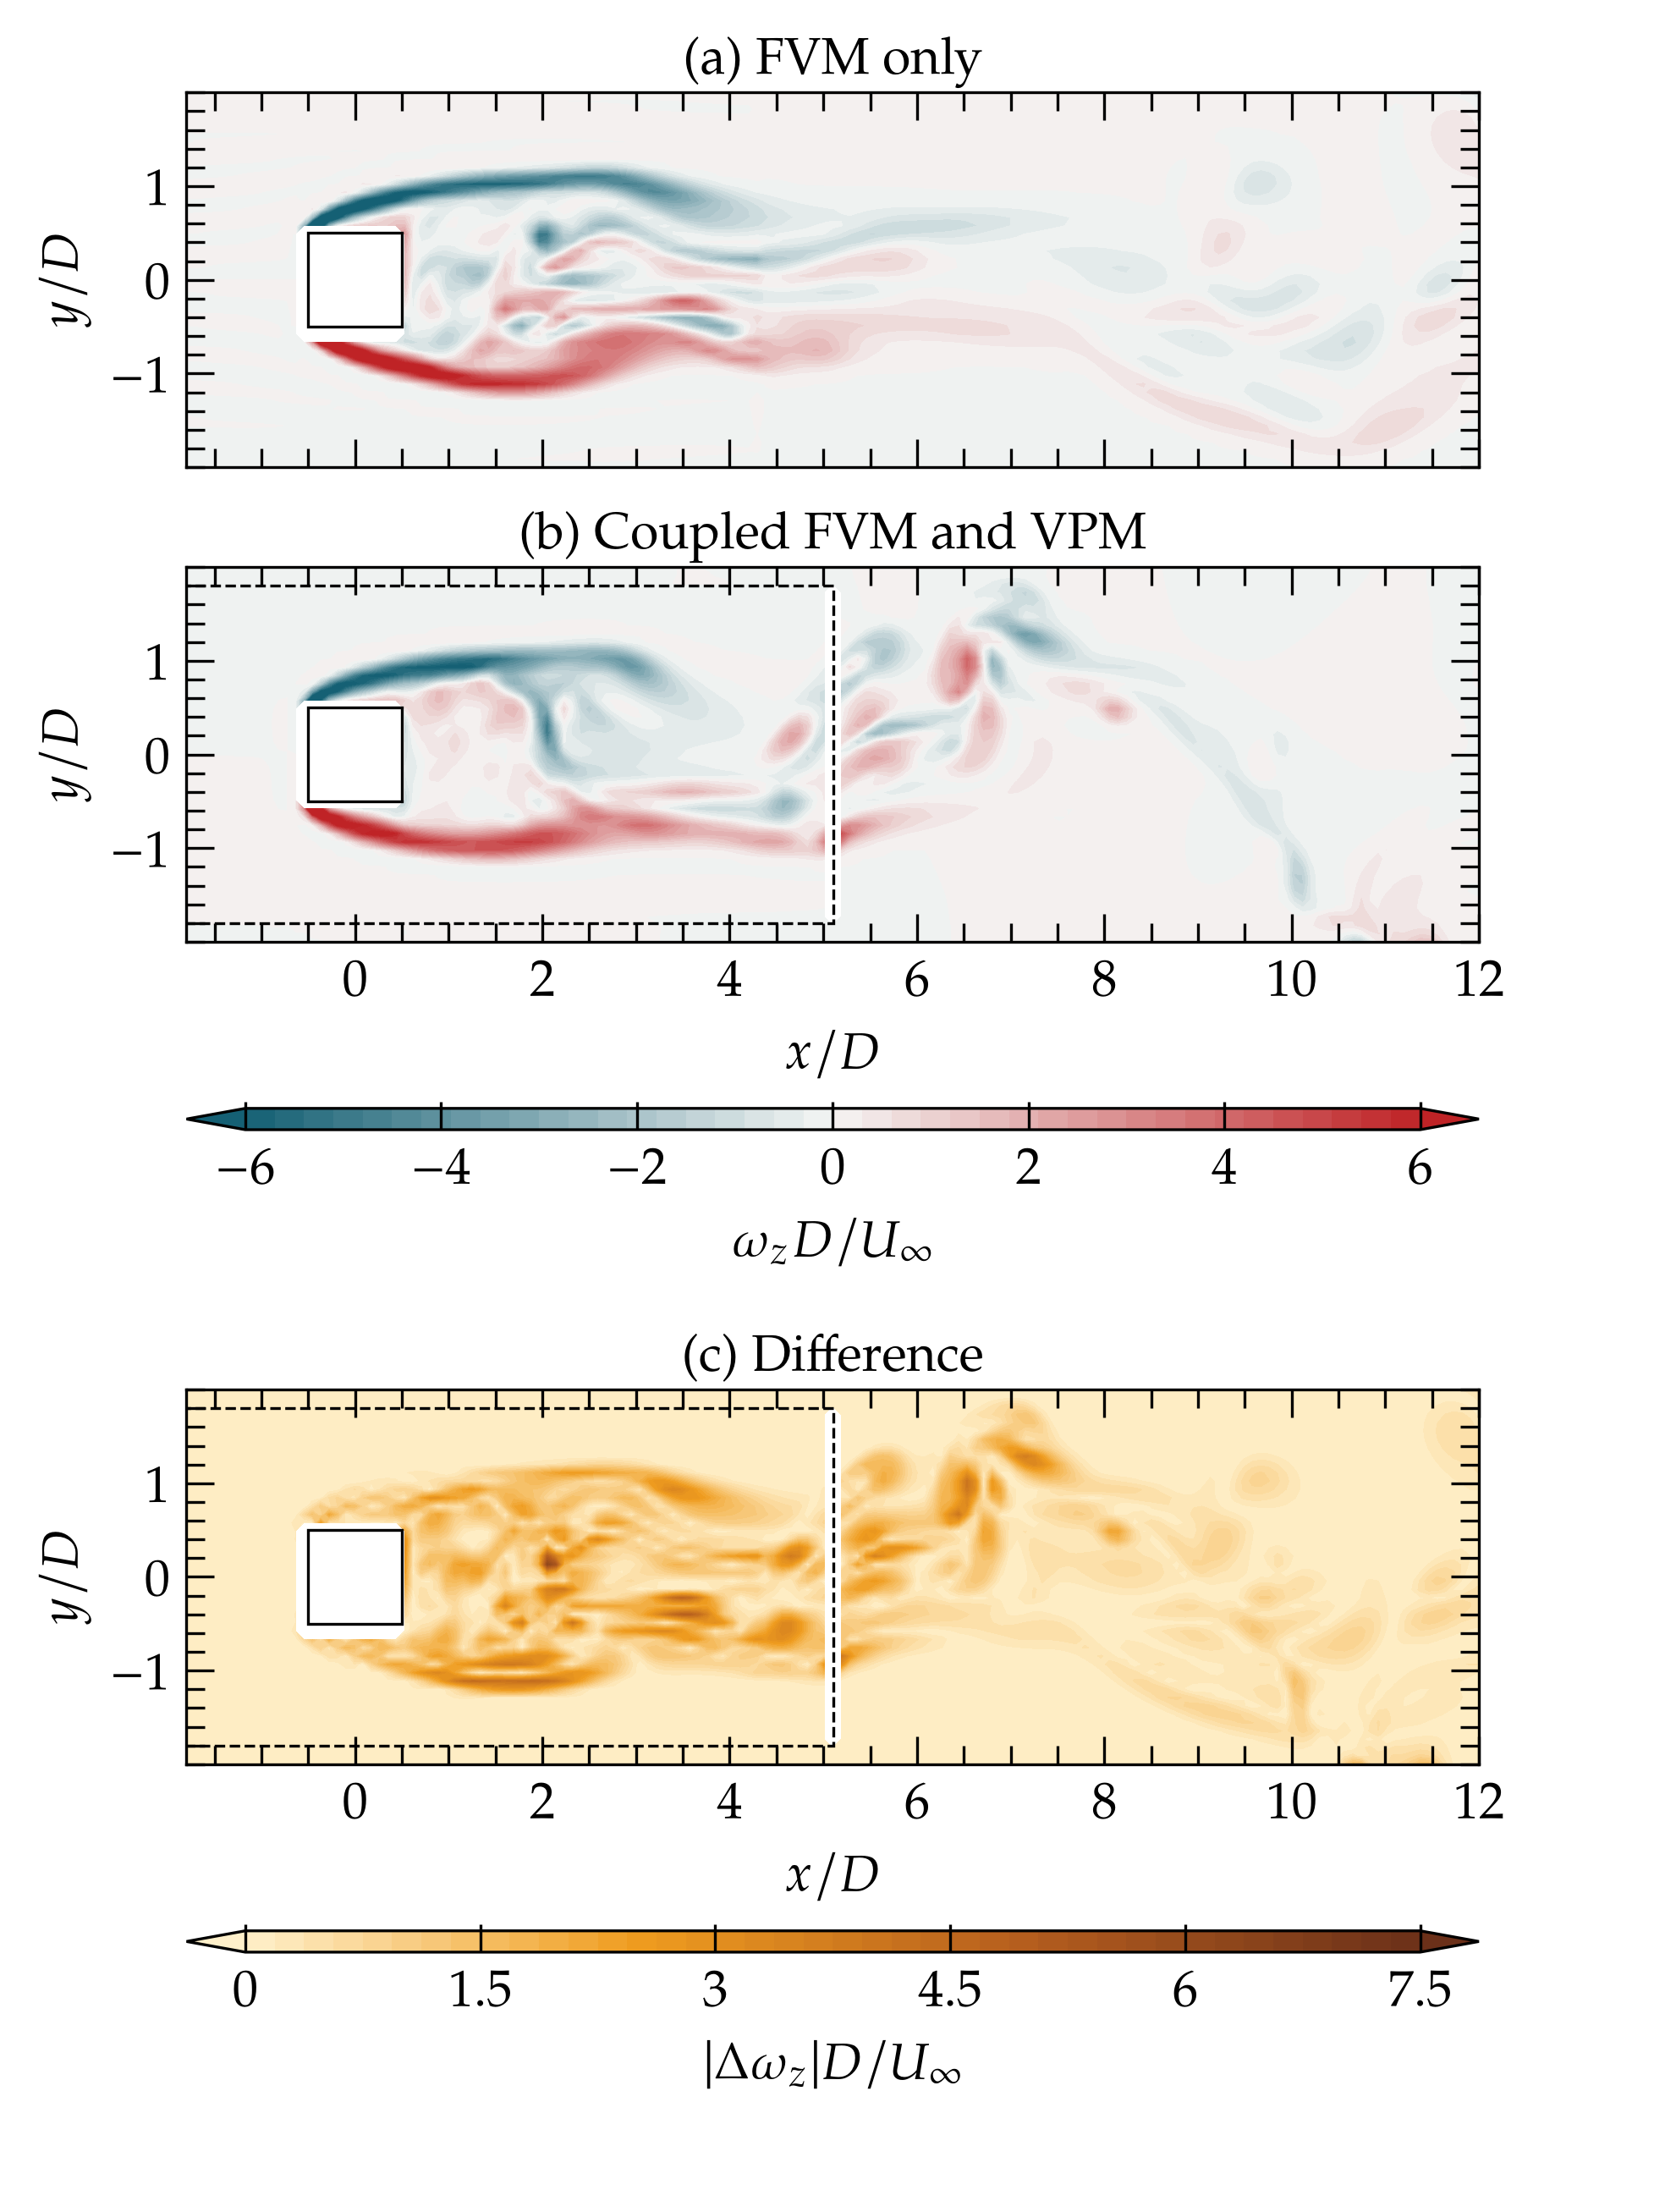 (a) FVM only
1
0
−1
y/D
(b) Coupled FVM and VPM
1
0
−1
y/D
0 2 4 6 8 10 12
x/D
−6 −4 −2 0 2 4 6
ω_z D/U_∞
(c) Difference
1
0
−1
y/D
0 2 4 6 8 10 12
x/D
0 1.5 3 4.5 6 7.5
|Δω_z|D/U_∞